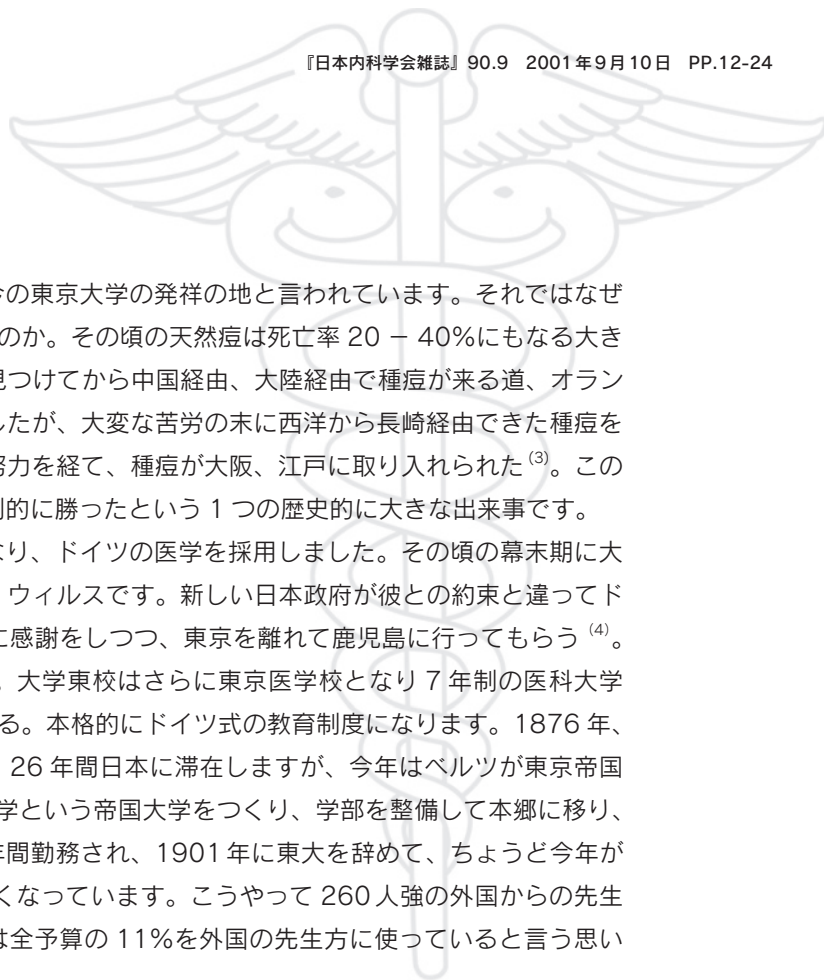 『日本内科学会雑誌』90.9 2001年9月10日 PP.12-24
今の東京大学の発祥の地と言われています。それではなぜ
のか。その頃の天然痘は死亡率 20 − 40%にもなる大き
見つけてから中国経由、大陸経由で種痘が来る道、オラン
したが、大変な苦労の末に西洋から長崎経由できた種痘を
努力を経て、種痘が大阪、江戸に取り入れられた (3)。この
倒的に勝ったという 1 つの歴史的に大きな出来事です。
なり、ドイツの医学を採用しました。その頃の幕末期に大
・ウィルスです。新しい日本政府が彼との約束と違ってド
に感謝をしつつ、東京を離れて鹿児島に行ってもらう (4)。
。大学東校はさらに東京医学校となり 7 年制の医科大学
る。本格的にドイツ式の教育制度になります。1876 年、
26 年間日本に滞在しますが、今年はベルツが東京帝国
学という帝国大学をつくり、学部を整備して本郷に移り、
年間勤務され、1901 年に東大を辞めて、ちょうど今年が
くなっています。こうやって 260 人強の外国からの先生
は全予算の 11%を外国の先生方に使っていると言う思い